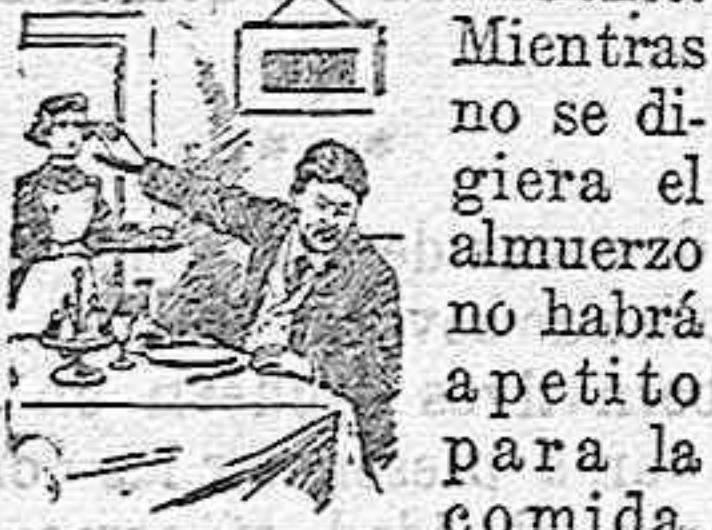 Mientras
no se di-
giera el
almuerzo
no habrá
apetito
para la
comida.